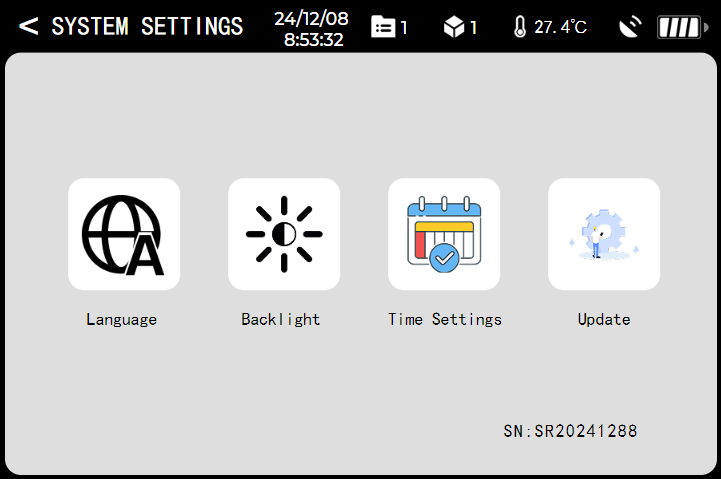 < SYSTEM SETTINGS
24/12/08
8:53:32
1
1
27.4℃
Language
Backlight
Time Settings
Update
SN:SR20241288